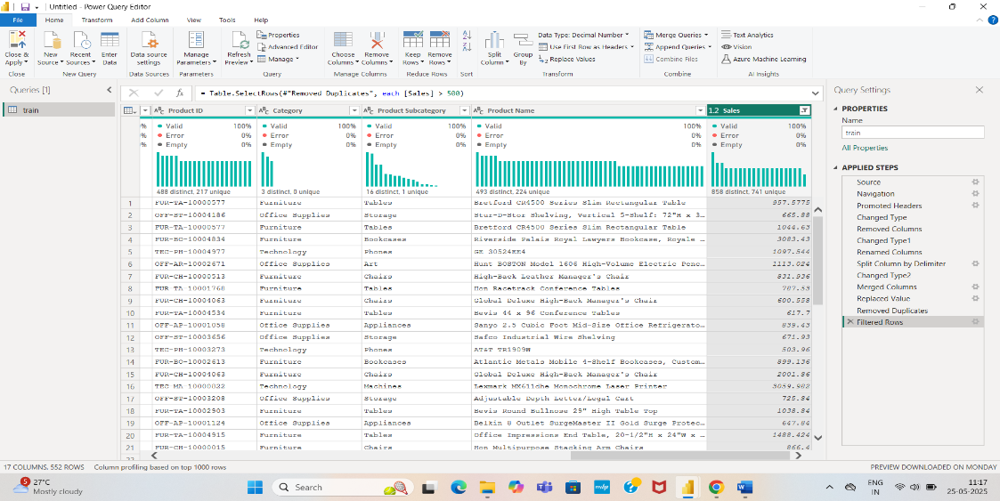 Untitled - Power Query Editor
File Home Transform Add Column View Tools Help
Close & Apply
New Source
Recent Sources
Enter Data
Data source settings
Manage Parameters
Refresh Preview
Properties
Advanced Editor
Manage
Choose Columns
Remove Columns
Keep Rows
Remove Rows
Split Column
Group By
Data Type: Decimal Number
Use First Row as Headers
Replace Values
Merge Queries
Append Queries
Combine Files
Text Analytics
Vision
Azure Machine Learning
Close New Query Data Sources Parameters Query Manage Columns Reduce Rows Sort Transform Combine AI Insights
Queries [1]
train
= Table.SelectRows(#"Removed Duplicates", each [Sales] > 500)
Product ID Category Product Subcategory Product Name 1.2 Sales
% Valid 100% Valid 100% Valid 100% Valid 100% Valid 100%
% Error 0% Error 0% Error 0% Error 0% Error 0%
% Empty 0% Empty 0% Empty 0% Empty 0% Empty 0%
488 distinct, 217 unique 3 distinct, 0 unique 16 distinct, 1 unique 493 distinct, 224 unique 858 distinct, 741 unique
1 FUR-TA-10000577 Furniture Tables Bretford CR4500 Series Slim Rectangular Table 957.5775
2 OFF-ST-10004186 Office Supplies Storage Stur-D-Stor Shelving, Vertical 5-Shelf: 72"H x 3... 665.88
3 FUR-TA-10000577 Furniture Tables Bretford CR4500 Series Slim Rectangular Table 1044.63
4 FUR-BO-10004834 Furniture Bookcases Riverside Palais Royal Lawyers Bookcase, Royale ... 3083.43
5 TEC-PH-10004977 Technology Phones GE 30524EE4 1097.544
6 OFF-AR-10002671 Office Supplies Art Hunt BOSTON Model 1606 High-Volume Electric Penc... 1113.024
7 FUR-CH-10000513 Furniture Chairs High-Back Leather Manager's Chair 831.936
8 FUR-TA-10001768 Furniture Tables Hon Racetrack Conference Tables 787.53
9 FUR-CH-10004063 Furniture Chairs Global Deluxe High-Back Manager's Chair 600.558
10 FUR-TA-10004534 Furniture Tables Bevis 44 x 96 Conference Tables 617.7
11 OFF-AP-10001058 Office Supplies Appliances Sanyo 2.5 Cubic Foot Mid-Size Office Refrigerato... 839.43
12 OFF-ST-10003656 Office Supplies Storage Safco Industrial Wire Shelving 671.93
13 TEC-PH-10003273 Technology Phones AT&T TR1909W 503.96
14 FUR-BO-10002613 Furniture Bookcases Atlantic Metals Mobile 4-Shelf Bookcases, Custom... 899.136
15 FUR-CH-10004063 Furniture Chairs Global Deluxe High-Back Manager's Chair 2001.86
16 TEC-MA-10000822 Technology Machines Lexmark MX611dhe Monochrome Laser Printer 3059.982
17 OFF-ST-10003208 Office Supplies Storage Adjustable Depth Letter/Legal Cart 725.84
18 FUR-TA-10002903 Furniture Tables Bevis Round Bullnose 29" High Table Top 1038.84
19 OFF-AP-10001124 Office Supplies Appliances Belkin 8 Outlet SurgeMaster II Gold Surge Protec... 647.84
20 FUR-TA-10004915 Furniture Tables Office Impressions End Table, 20-1/2"H x 24"W x ... 1488.424
21 FUR-CH-10000015 Furniture Chairs Hon Multipurpose Stacking Arm Chairs 866.4
Query Settings
PROPERTIES
Name
train
All Properties
APPLIED STEPS
Source
Navigation
Promoted Headers
Changed Type
Removed Columns
Changed Type1
Renamed Columns
Split Column by Delimiter
Changed Type2
Merged Columns
Replaced Value
Removed Duplicates
Filtered Rows
17 COLUMNS, 552 ROWS Column profiling based on top 1000 rows PREVIEW DOWNLOADED ON MONDAY
5 27°C
Mostly cloudy
Search
ENG
IN
11:17
25-05-2025